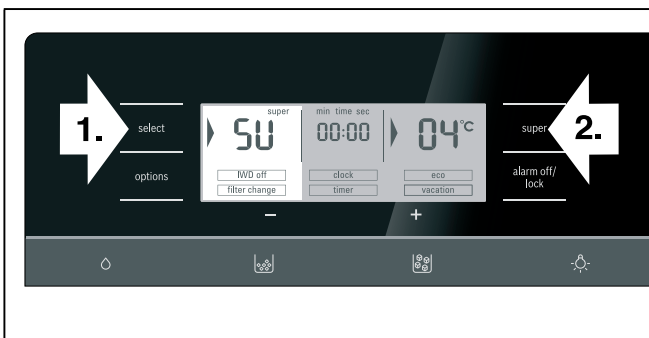 1.
select
options
super
SU
min time sec
00:00
04°C
IWD off
filter change
clock
timer
eco
vacation
super
2.
alarm off/
lock
−
+